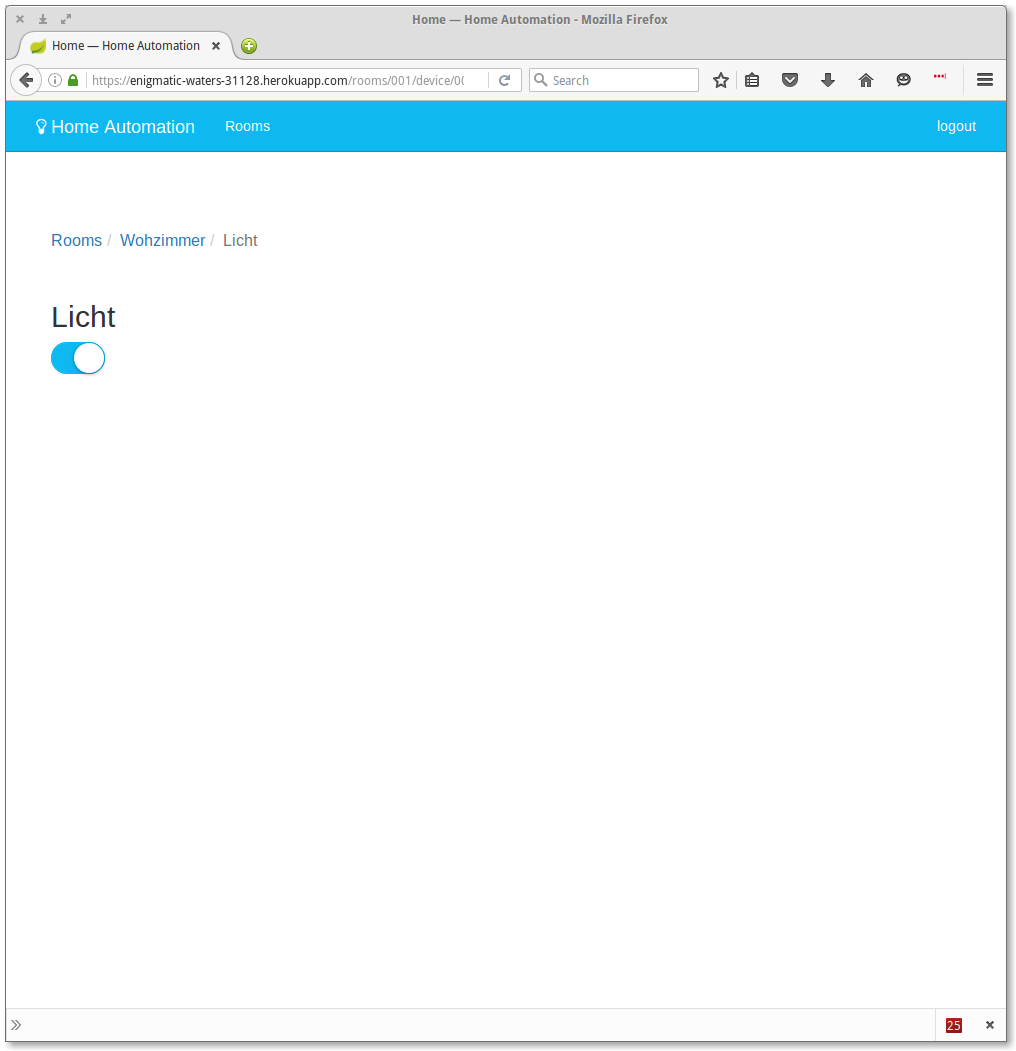 Home — Home Automation - Mozilla Firefox
Home — Home Automation
https://enigmatic-waters-31128.herokuapp.com/rooms/001/device/00
Search
Home Automation Rooms logout
Rooms / Wohzimmer / Licht
Licht
25